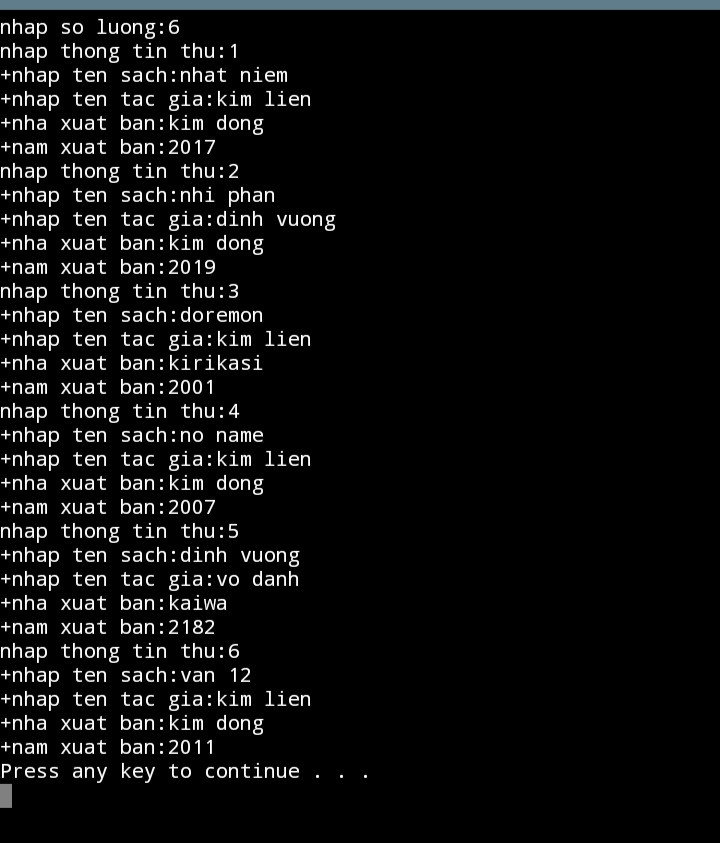 nhap so luong:6
nhap thong tin thu:1
+nhap ten sach:nhat niem
+nhap ten tac gia:kim lien
+nha xuat ban:kim dong
+nam xuat ban:2017
nhap thong tin thu:2
+nhap ten sach:nhi phan
+nhap ten tac gia:dinh vuong
+nha xuat ban:kim dong
+nam xuat ban:2019
nhap thong tin thu:3
+nhap ten sach:doremon
+nhap ten tac gia:kim lien
+nha xuat ban:kirikasi
+nam xuat ban:2001
nhap thong tin thu:4
+nhap ten sach:no name
+nhap ten tac gia:kim lien
+nha xuat ban:kim dong
+nam xuat ban:2007
nhap thong tin thu:5
+nhap ten sach:dinh vuong
+nhap ten tac gia:vo danh
+nha xuat ban:kaiwa
+nam xuat ban:2182
nhap thong tin thu:6
+nhap ten sach:van 12
+nhap ten tac gia:kim lien
+nha xuat ban:kim dong
+nam xuat ban:2011
Press any key to continue . . .